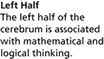 Left Half
The left half of the
cerebrum is associated
with mathematical and
logical thinking.